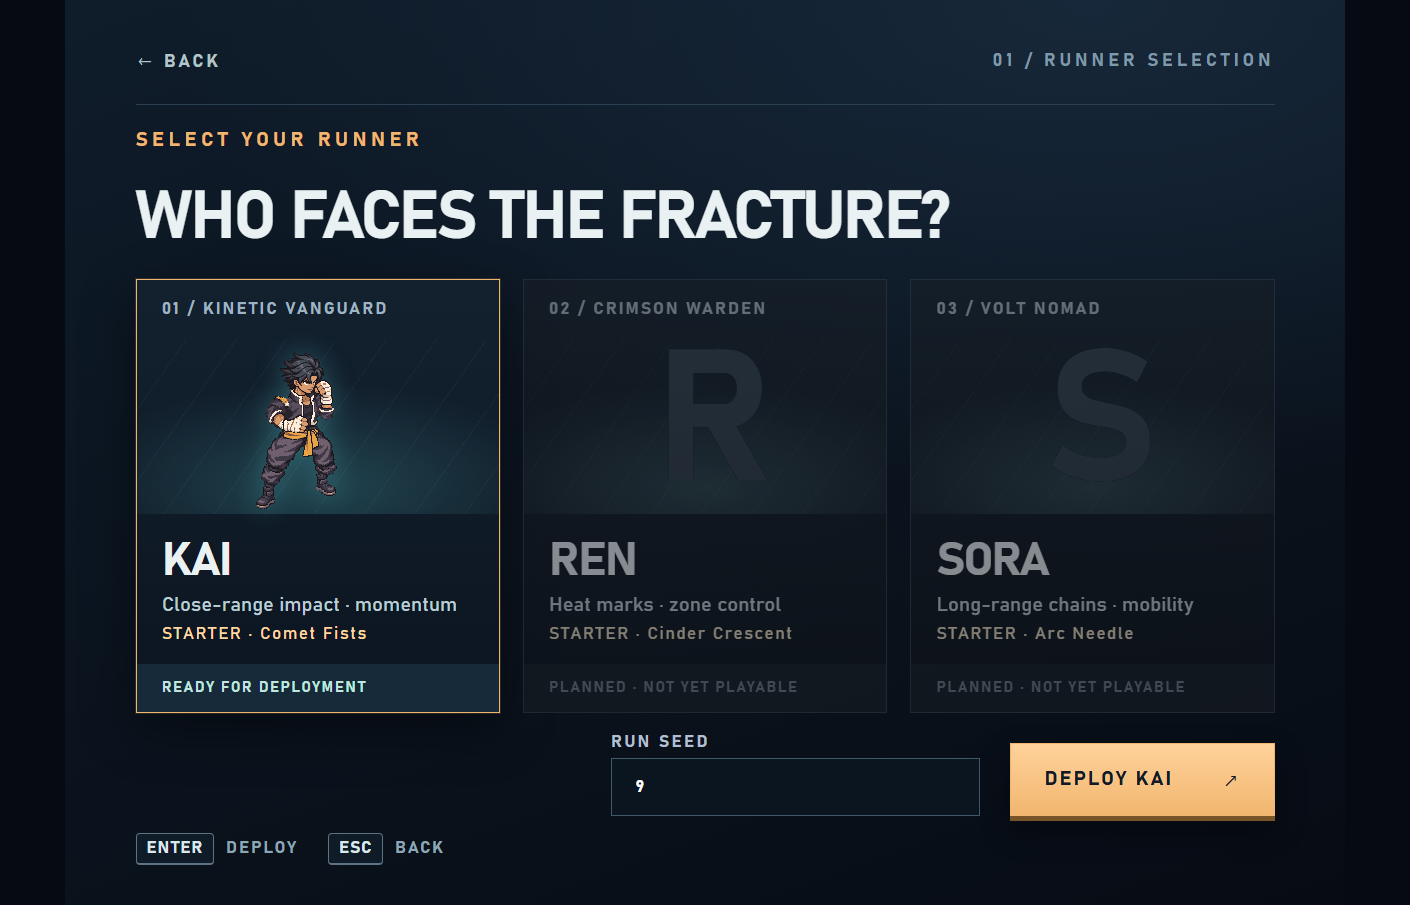 ← BACK
01 / RUNNER SELECTION
SELECT YOUR RUNNER
WHO FACES THE FRACTURE?
01 / KINETIC VANGUARD
KAI
Close-range impact · momentum
STARTER · Comet Fists
READY FOR DEPLOYMENT
02 / CRIMSON WARDEN
R
REN
Heat marks · zone control
STARTER · Cinder Crescent
PLANNED · NOT YET PLAYABLE
03 / VOLT NOMAD
S
SORA
Long-range chains · mobility
STARTER · Arc Needle
PLANNED · NOT YET PLAYABLE
RUN SEED
9
DEPLOY KAI ↗
ENTER DEPLOY ESC BACK